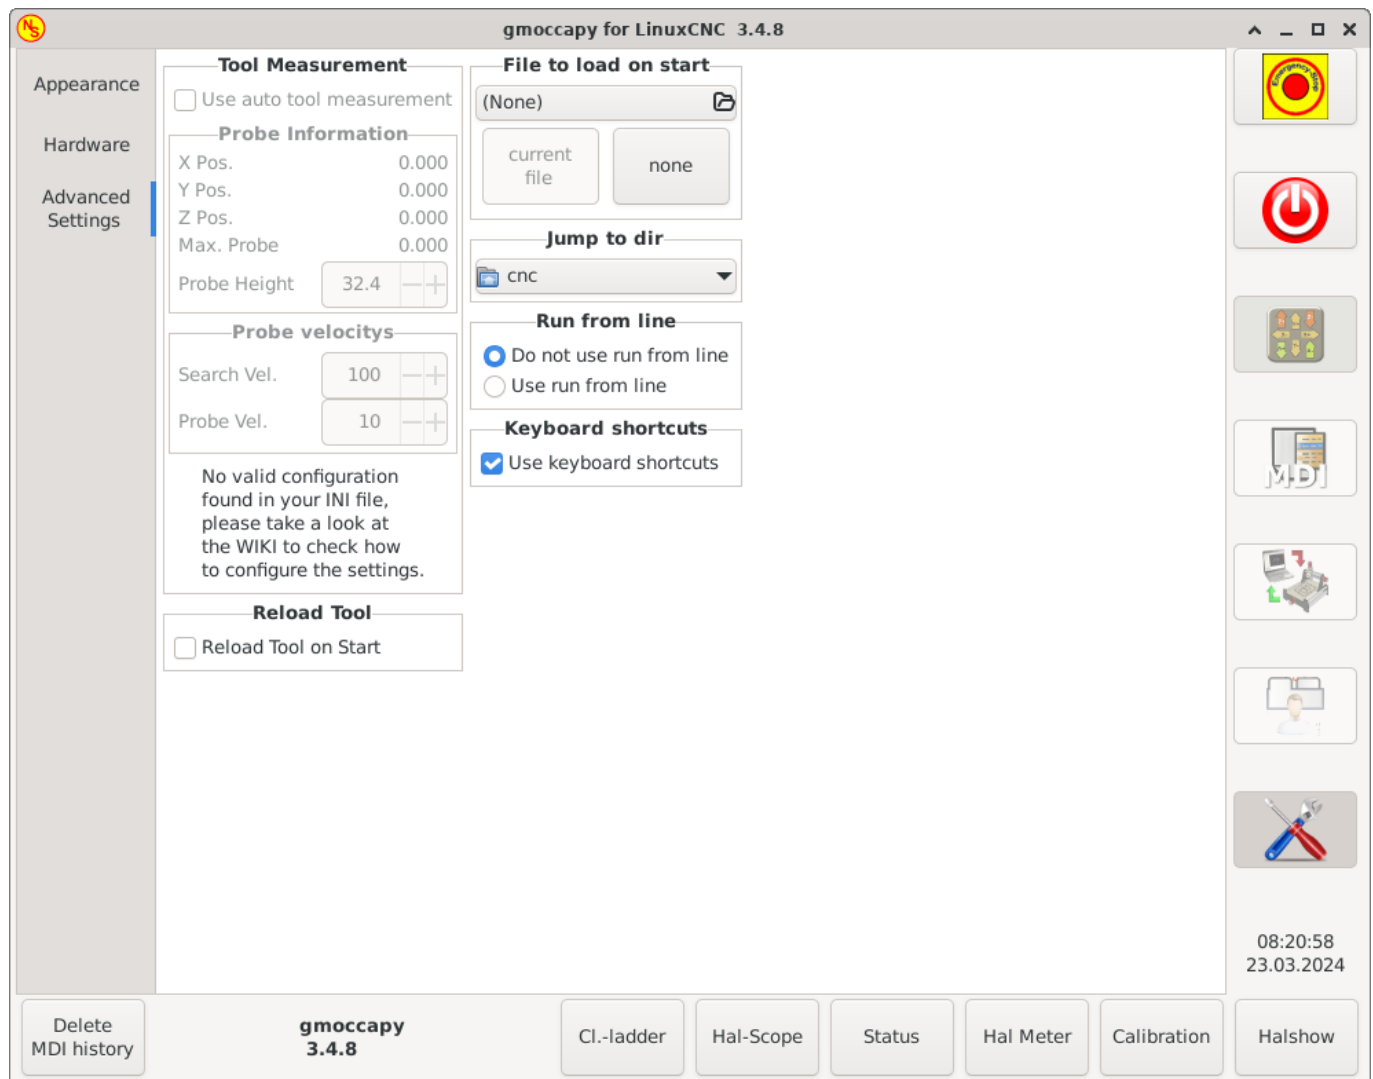 NS
gmoccapy for LinuxCNC 3.4.8
Appearance
Hardware
Advanced
Settings
Tool Measurement
Use auto tool measurement
Probe Information
X Pos. 0.000
Y Pos. 0.000
Z Pos. 0.000
Max. Probe 0.000
Probe Height 32.4
Probe velocitys
Search Vel. 100
Probe Vel. 10
No valid configuration
found in your INI file,
please take a look at
the WIKI to check how
to configure the settings.
Reload Tool
Reload Tool on Start
File to load on start
(None)
current
file
none
Jump to dir
cnc
Run from line
Do not use run from line
Use run from line
Keyboard shortcuts
Use keyboard shortcuts
Emergency-Stop
MDI
08:20:58
23.03.2024
Delete
MDI history
gmoccapy
3.4.8
Cl.-ladder
Hal-Scope
Status
Hal Meter
Calibration
Halshow